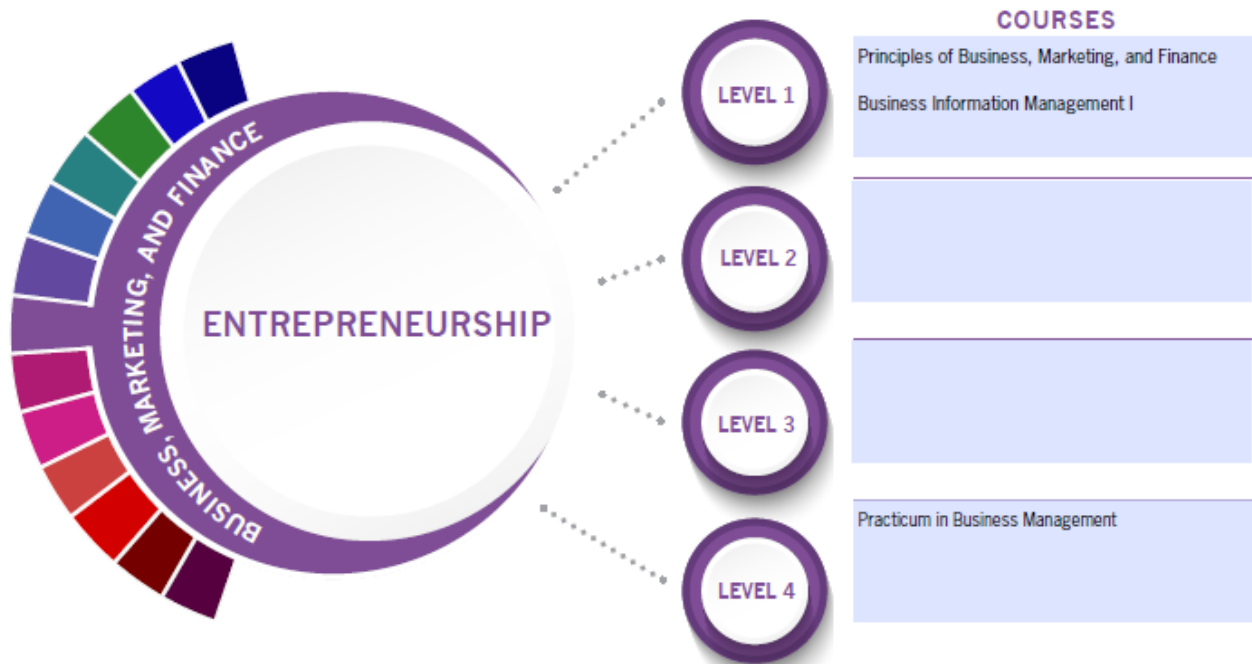 COURSES
BUSINESS, MARKETING, AND FINANCE
ENTREPRENEURSHIP
LEVEL 1
Principles of Business, Marketing, and Finance
Business Information Management I
LEVEL 2
LEVEL 3
LEVEL 4
Practicum in Business Management